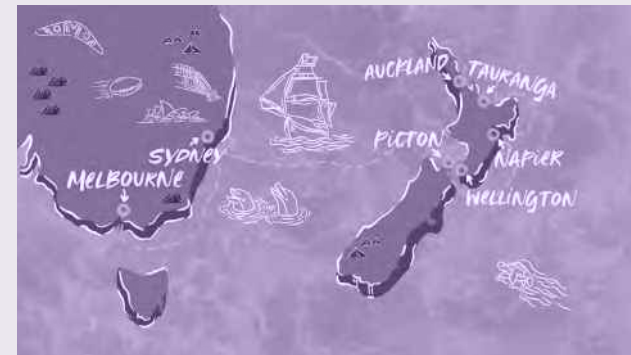 AUCKLAND
TAURANGA
PICTON
SYDNEY
NAPIER
MELBOURNE
WELLINGTON